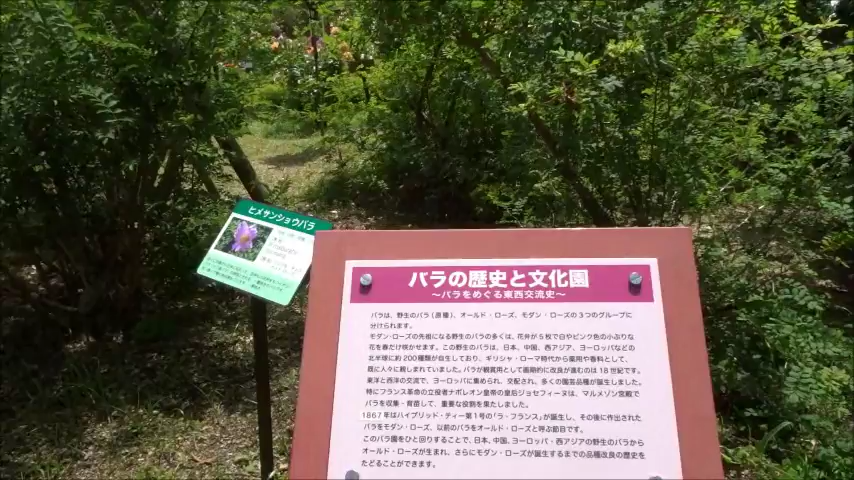 ヒメサンショウバラ
バラの歴史と文化園
〜バラをめぐる東西交流史〜
バラは、野生のバラ(原種)、オールド・ローズ、モダン・ローズの3つのグループに
分けられます。
モダン・ローズの先祖になる野生のバラの多くは、花弁が5枚で白やピンク色の小ぶりな
花を春だけ咲かせます。この野生のバラは、日本、中国、西アジア、ヨーロッパなどの
北半球に約200種類が自生しており、ギリシャ・ローマ時代から薬用や香料として、
既に人々に親しまれていました。バラが観賞用として画期的に改良が進むのは18世紀です。
東洋と西洋の交流で、ヨーロッパに集められ、交配され、多くの園芸品種が誕生しました。
特にフランス革命の立役者ナポレオン皇帝の皇后ジョセフィーヌは、マルメゾン宮殿で
バラを収集・育苗して、重要な役割を果たしました。
1867年はハイブリッド・ティー第1号の「ラ・フランス」が誕生し、その後に作出された
バラをモダン・ローズ、以前のバラをオールド・ローズと呼ぶ節目です。
このバラ園をひと回りすることで、日本、中国、ヨーロッパ・西アジアの野生のバラから
オールド・ローズが生まれ、さらにモダン・ローズが誕生するまでの品種改良の歴史
をたどることができます。